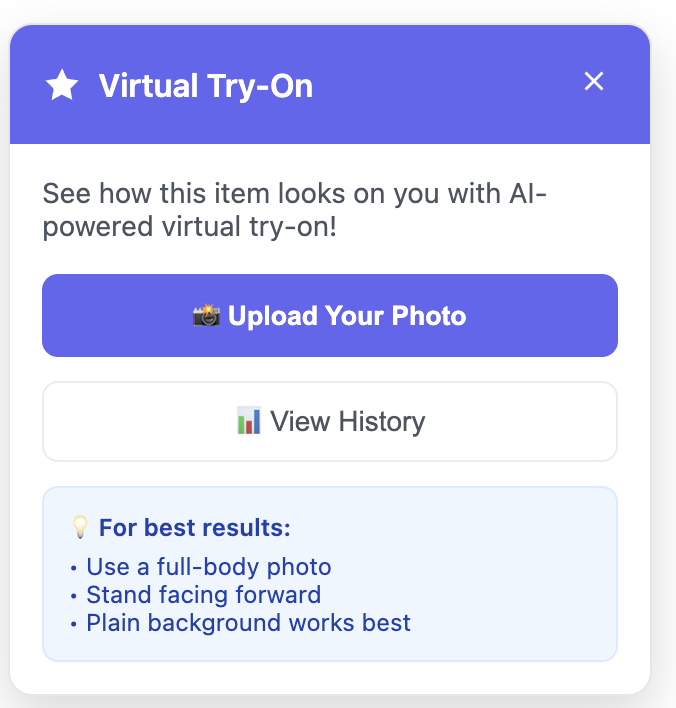 Virtual Try-On
See how this item looks on you with AI-
powered virtual try-on!
📸 Upload Your Photo
📊 View History
💡 For best results:
• Use a full-body photo
• Stand facing forward
• Plain background works best